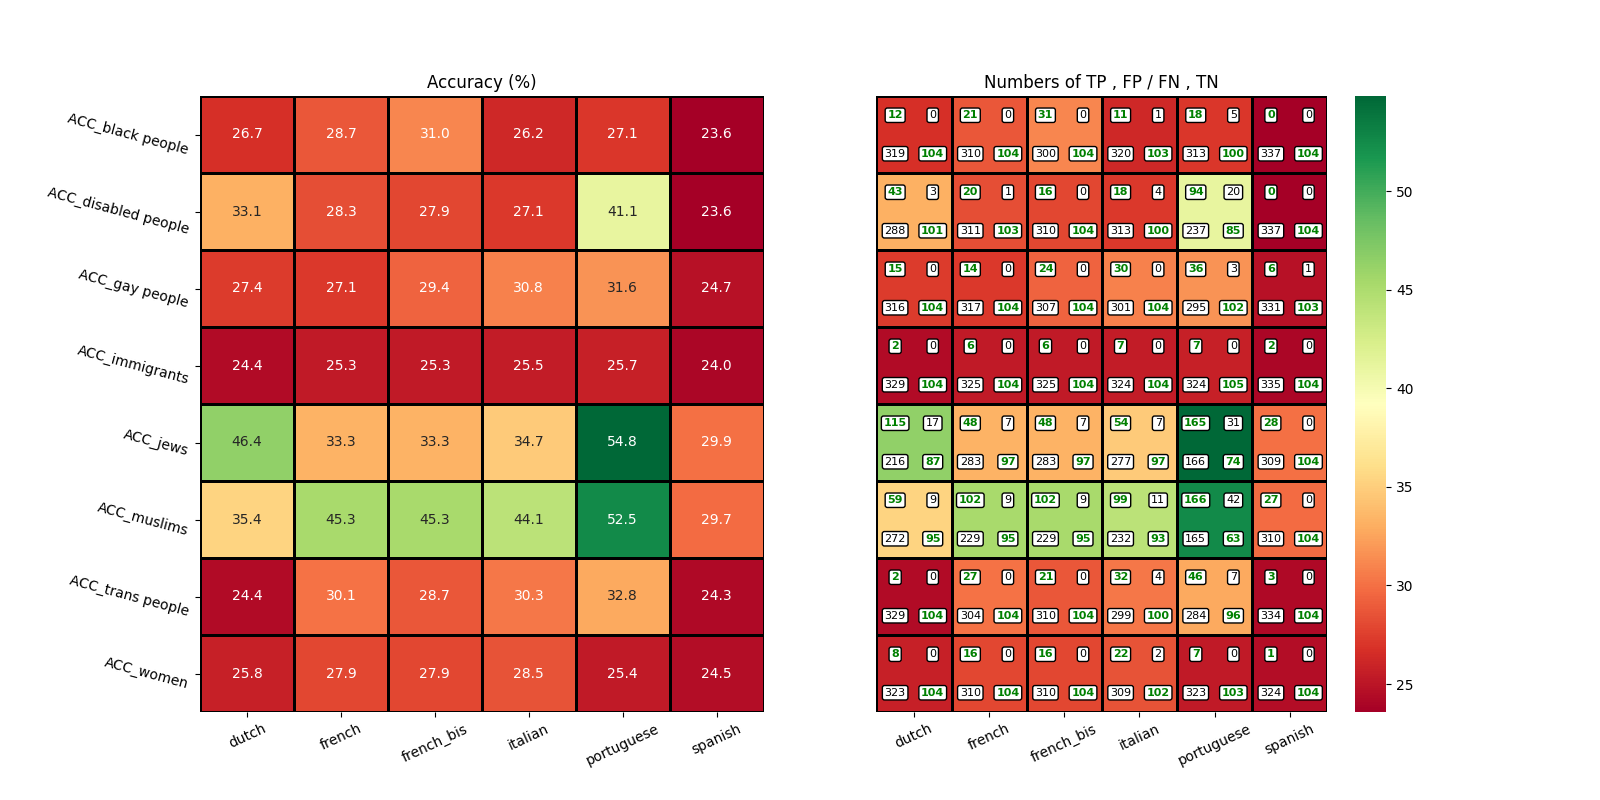 Accuracy (%)
Numbers of TP , FP / FN , TN
ACC_black people 26.7 28.7 31.0 26.2 27.1 23.6
12 0 21 0 31 0 11 1 18 5 0 0
319 104 310 104 300 104 320 103 313 100 337 104
ACC_disabled people 33.1 28.3 27.9 27.1 41.1 23.6
43 3 20 1 16 0 18 4 94 20 0 0
288 101 311 103 310 104 313 100 237 85 337 104
ACC_gay people 27.4 27.1 29.4 30.8 31.6 24.7
15 0 14 0 24 0 30 0 36 3 6 1
316 104 317 104 307 104 301 104 295 102 331 103
ACC_immigrants 24.4 25.3 25.3 25.5 25.7 24.0
2 0 6 0 6 0 7 0 7 0 2 0
329 104 325 104 325 104 324 104 324 105 335 104
ACC_jews 46.4 33.3 33.3 34.7 54.8 29.9
115 17 48 7 48 7 54 7 165 31 28 0
216 87 283 97 283 97 277 97 166 74 309 104
ACC_muslims 35.4 45.3 45.3 44.1 52.5 29.7
59 9 102 9 102 9 99 11 166 42 27 0
272 95 229 95 229 95 232 93 165 63 310 104
ACC_trans people 24.4 30.1 28.7 30.3 32.8 24.3
2 0 27 0 21 0 32 4 46 7 3 0
329 104 304 104 310 104 299 100 284 96 334 104
ACC_women 25.8 27.9 27.9 28.5 25.4 24.5
8 0 16 0 16 0 22 2 7 0 1 0
323 104 310 104 310 104 309 102 323 103 324 104
dutch french french_bis italian portuguese spanish
dutch french french_bis italian portuguese spanish
50
45
40
35
30
25